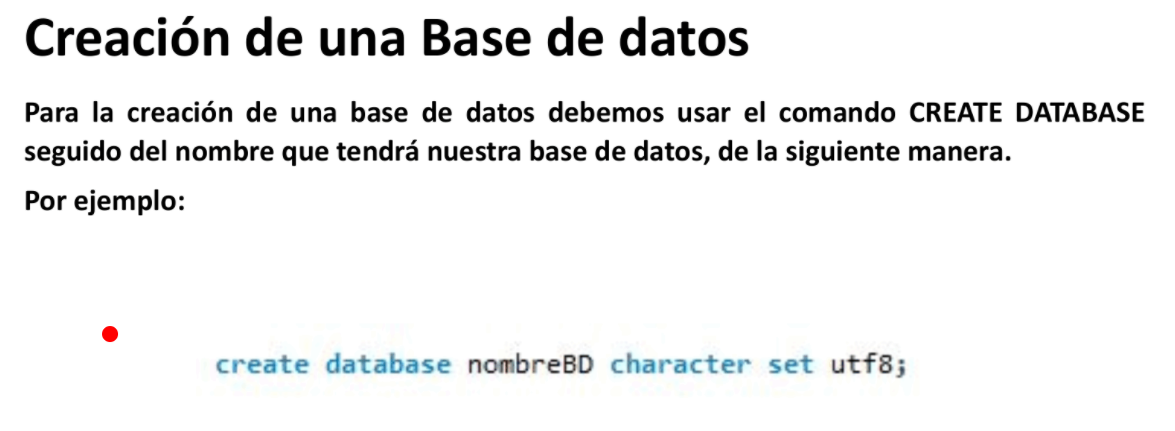 Creación de una Base de datos
Para la creación de una base de datos debemos usar el comando CREATE DATABASE
seguido del nombre que tendrá nuestra base de datos, de la siguiente manera.
Por ejemplo:
create database nombreBD character set utf8;